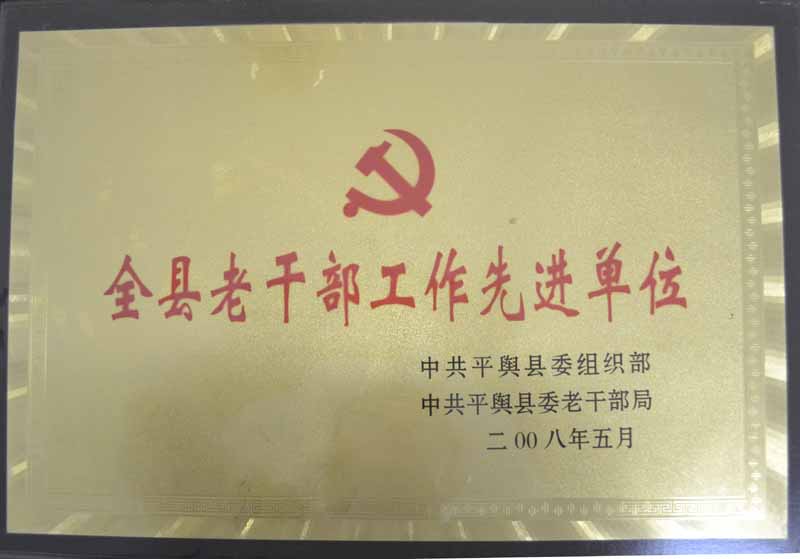 全县老干部工作先进单位
中共平舆县委组织部
中共平舆县委老干部局
二00八年五月